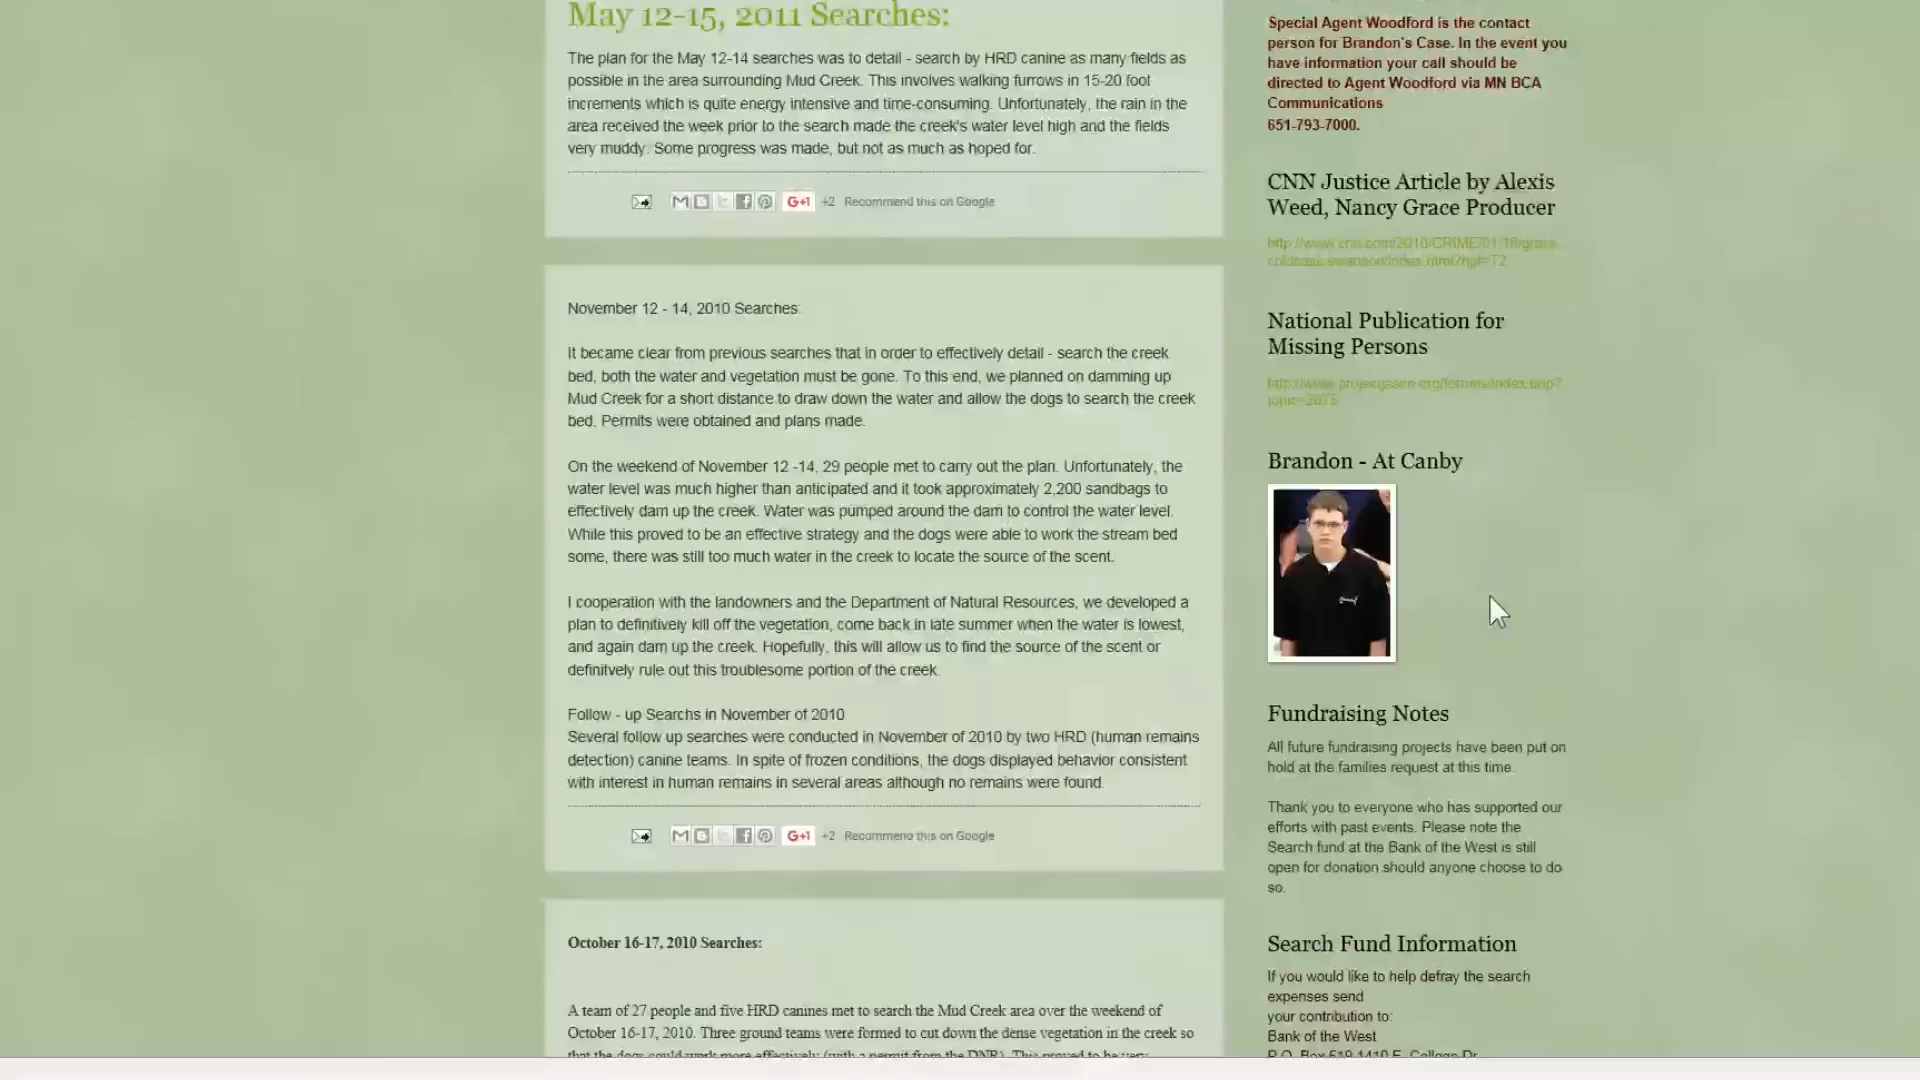 May 12-15, 2011 Searches:
The plan for the May 12-14 searches was to detail - search by HRD canine as many fields as
possible in the area surrounding Mud Creek. This involves walking furrows in 15-20 foot
increments which is quite energy intensive and time-consuming. Unfortunately, the rain in the
area received the week prior to the search made the creek's water level high and the fields
very muddy. Some progress was made, but not as much as hoped for.
G+1 +2 Recommend this on Google
November 12 - 14, 2010 Searches:
It became clear from previous searches that in order to effectively detail - search the creek
bed, both the water and vegetation must be gone. To this end, we planned on damming up
Mud Creek for a short distance to draw down the water and allow the dogs to search the creek
bed. Permits were obtained and plans made.
On the weekend of November 12 -14, 29 people met to carry out the plan. Unfortunately, the
water level was much higher than anticipated and it took approximately 2,200 sandbags to
effectively dam up the creek. Water was pumped around the dam to control the water level.
While this proved to be an effective strategy and the dogs were able to work the stream bed
some, there was still too much water in the creek to locate the source of the scent.
I cooperation with the landowners and the Department of Natural Resources, we developed a
plan to definitively kill off the vegetation, come back in late summer when the water is lowest,
and again dam up the creek. Hopefully, this will allow us to find the source of the scent or
definitvely rule out this troublesome portion of the creek.
Follow - up Searchs in November of 2010
Several follow up searches were conducted in November of 2010 by two HRD (human remains
detection) canine teams. In spite of frozen conditions, the dogs displayed behavior consistent
with interest in human remains in several areas although no remains were found.
G+1 +2 Recommend this on Google
October 16-17, 2010 Searches:
A team of 27 people and five HRD canines met to search the Mud Creek area over the weekend of
October 16-17, 2010. Three ground teams were formed to cut down the dense vegetation in the creek so
that the dogs could work more effectively (with a permit from the DNR). This proved to be very
Special Agent Woodford is the contact
person for Brandon's Case. In the event you
have information your call should be
directed to Agent Woodford via MN BCA
Communications
651-793-7000.
CNN Justice Article by Alexis
Weed, Nancy Grace Producer
http://www.cnn.com/2010/CRIME/01/18/grace.
coldcase.swanson/index.html?hpt=T2
National Publication for
Missing Persons
http://www.projectjason.org/forums/index.php?
Brandon - At Canby
Fundraising Notes
All future fundraising projects have been put on
hold at the families request at this time.
Thank you to everyone who has supported our
efforts with past events. Please note the
Search fund at the Bank of the West is still
open for donation should anyone choose to do
so.
Search Fund Information
If you would like to help defray the search
expenses send
your contribution to:
Bank of the West
P.O. Box 519 1410 E. College Dr.